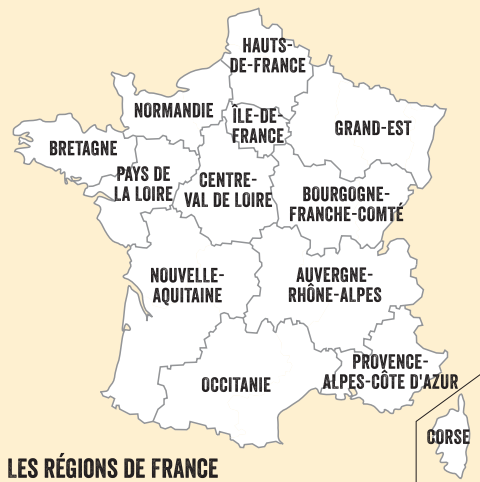 HAUTS-
DE-FRANCE
NORMANDIE
ÎLE-DE-
FRANCE
GRAND-EST
BRETAGNE
PAYS DE
LA LOIRE
CENTRE-
VAL DE LOIRE
BOURGOGNE-
FRANCHE-COMTÉ
NOUVELLE-
AQUITAINE
AUVERGNE-
RHÔNE-ALPES
OCCITANIE
PROVENCE-
ALPES-CÔTE D'AZUR
CORSE
LES RÉGIONS DE FRANCE